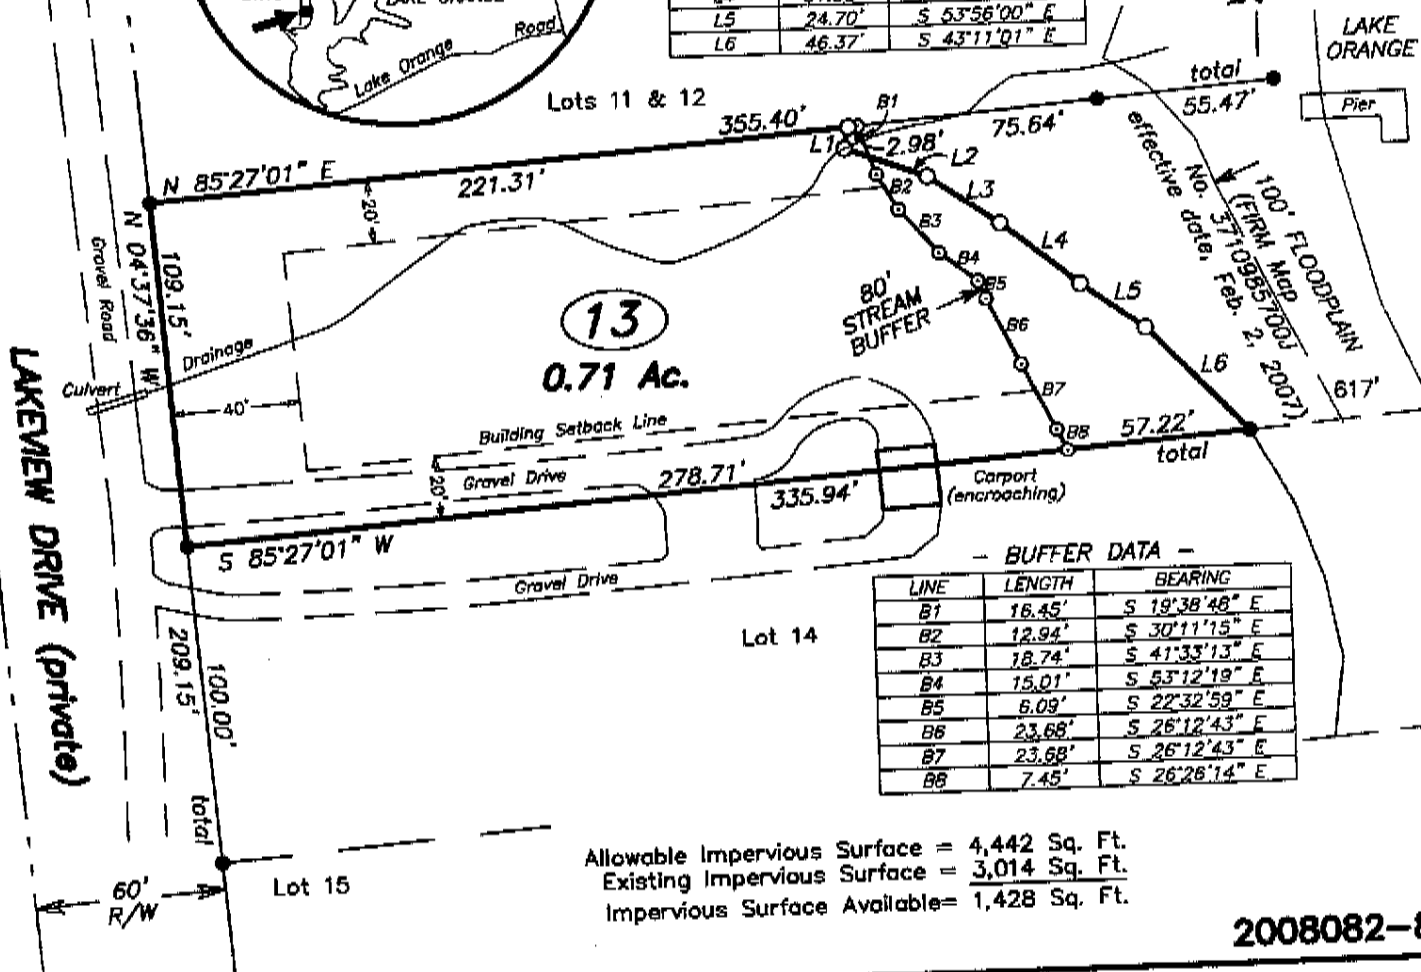 Lake Orange Road
L5 24.70' S 53°56'00" E
L6 46.37' S 43°11'01" E
LAKE
ORANGE
Pier
Lots 11 & 12
355.40'
B1
75.64'
total
55.47'
N 85°27'01" E
221.31'
L1
2.98'
L2
L3
L4
L5
L6
B2
B3
B4
B5
B6
B7
B8
20'
N 04°37'36" W
109.15'
Gravel Road
100' FLOODPLAIN
(FIRM Map
No. 3710985700J
effective date, Feb. 2, 2007)
617'
80'
STREAM
BUFFER
13
0.71 Ac.
Drainage
Culvert
40'
Building Setback Line
20'
Gravel Drive
278.71'
335.94'
57.22'
total
Carport
(encroaching)
S 85°27'01" W
Gravel Drive
LAKEVIEW DRIVE (private)
Lot 14
209.15'
100.00'
total
- BUFFER DATA -
LINE LENGTH BEARING
B1 16.45' S 19°38'48" E
B2 12.94' S 30°11'15" E
B3 18.74' S 41°33'13" E
B4 15.01' S 53°12'19" E
B5 6.09' S 22°32'59" E
B6 23.68' S 26°12'43" E
B7 23.68' S 26°12'43" E
B8 7.45' S 26°26'14" E
60'
R/W
Lot 15
Allowable Impervious Surface = 4,442 Sq. Ft.
Existing Impervious Surface = 3,014 Sq. Ft.
Impervious Surface Available= 1,428 Sq. Ft.
2008082-